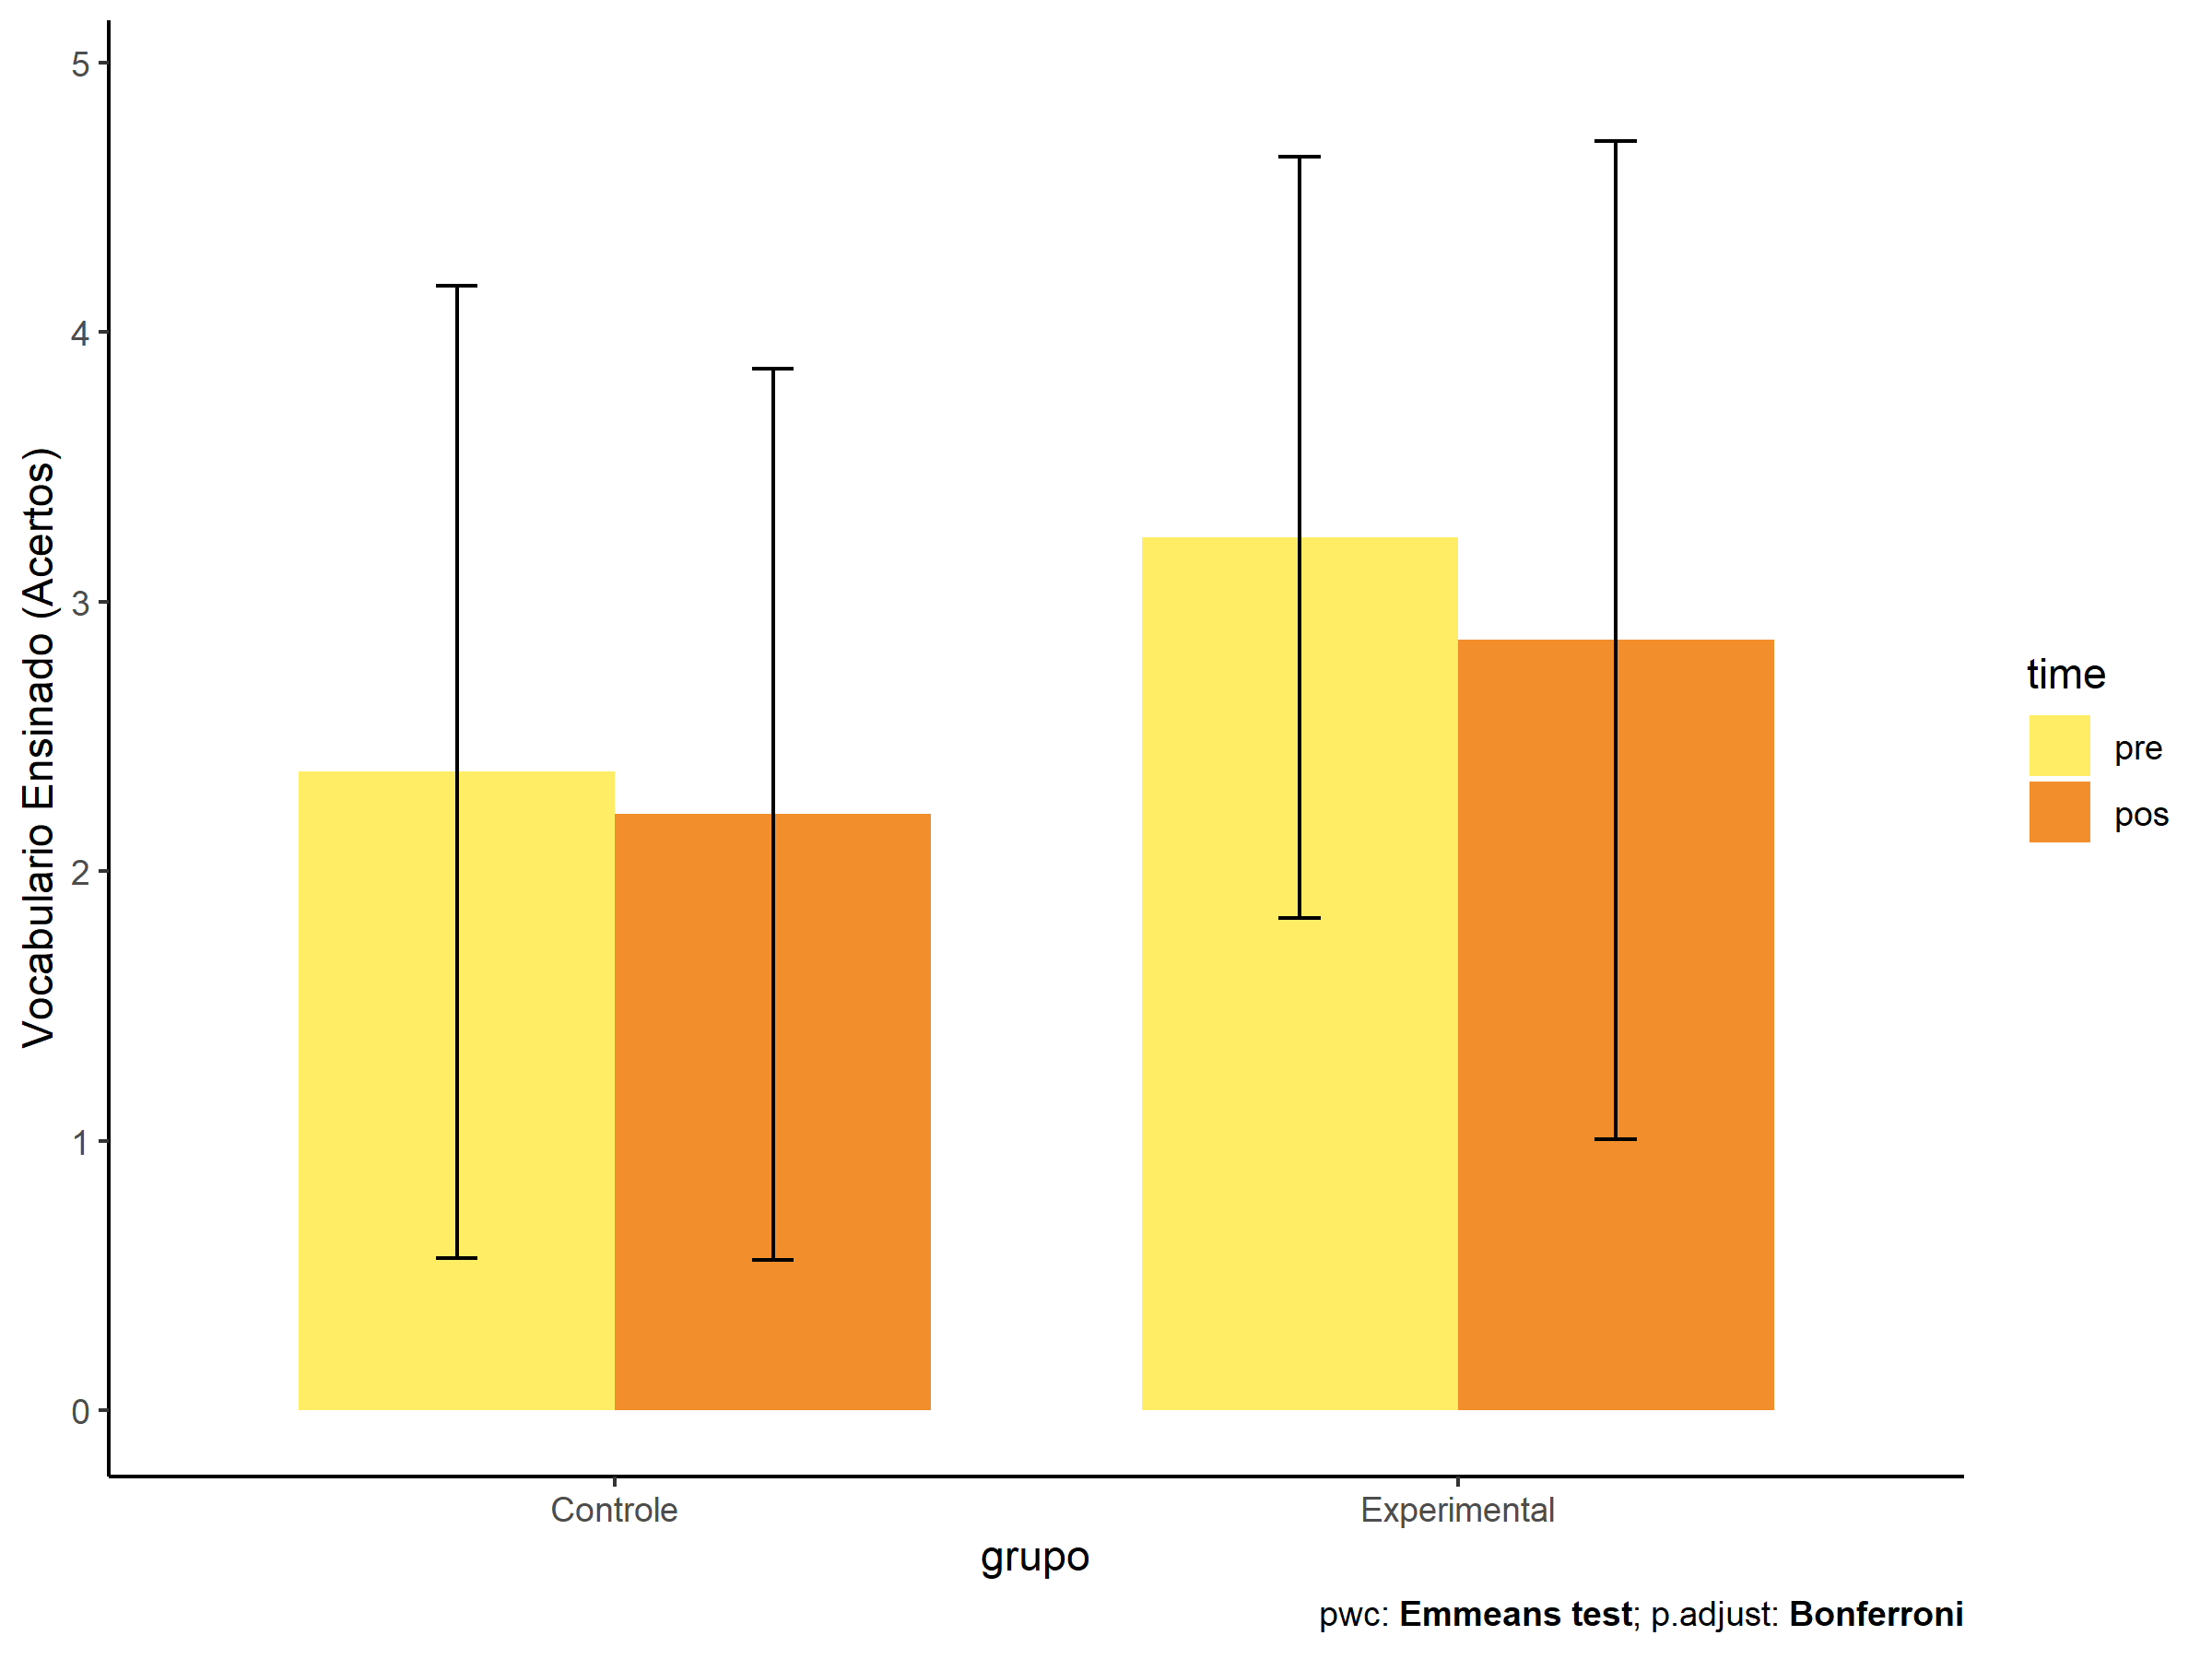 Vocabulario Ensinado (Acertos)
5
4
3
2
1
0
Controle
Experimental
grupo
time
pre
pos
pwc: Emmeans test; p.adjust: Bonferroni